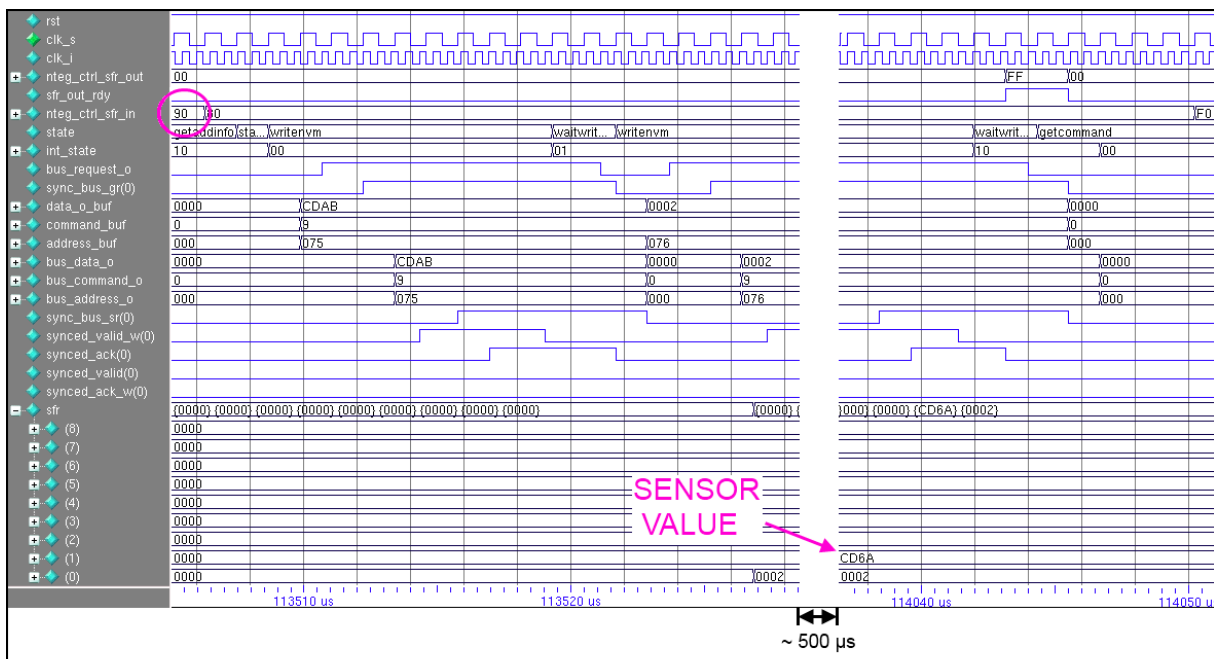 rst
clk_s
clk_i
nteg_ctrl_sfr_out 00 FF 00
sfr_out_rdy
nteg_ctrl_sfr_in 90 80 F0
state getaddinfo sta... writenvm waitwrit... writenvm waitwrit... getcommand
int_state 10 00 01 10 00
bus_request_o
sync_bus_gr(0)
data_o_buf 0000 CDAB 0002 0000
command_buf 0 9 0
address_buf 000 075 076 000
bus_data_o 0000 CDAB 0000 0002 0000
bus_command_o 0 9 0 9 0
bus_address_o 000 075 000 076 000
sync_bus_sr(0)
synced_valid_w(0)
synced_ack(0)
synced_valid(0)
synced_ack_w(0)
sfr {0000} {0000} {0000} {0000} {0000} {0000} {0000} {0000} {0000} {0000} { 000} {0000} {CD6A} {0002}
(8) 0000
(7) 0000
(6) 0000
(5) 0000
(4) 0000
(3) 0000
SENSOR
(2) 0000
VALUE
(1) 0000 CD6A
(0) 0000 0002 0002
113510 us 113520 us 114040 us 114050 u
~ 500 µs